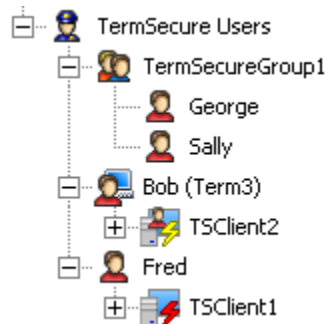 TermSecure Users
TermSecureGroup1
George
Sally
Bob (Term3)
TSClient2
Fred
TSClient1